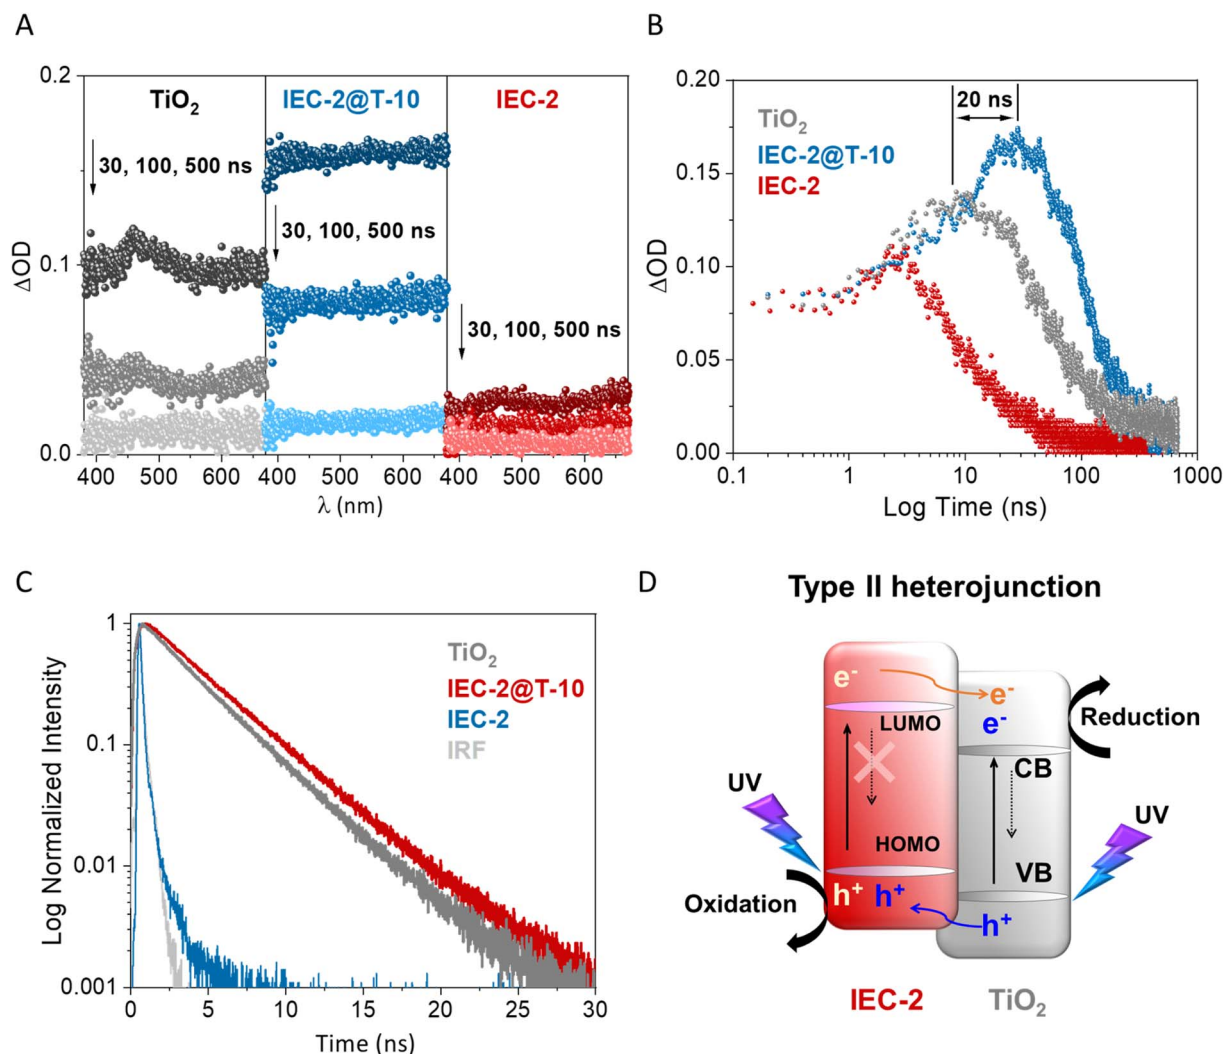 A
0.2
0.1
0.0
ΔOD
TiO₂
IEC-2@T-10
IEC-2
30, 100, 500 ns
30, 100, 500 ns
30, 100, 500 ns
400 500 600 400 500 600 400 500 600
λ (nm)
B
0.20
0.15
0.10
0.05
0.00
ΔOD
20 ns
TiO₂
IEC-2@T-10
IEC-2
0.1 1 10 100 1000
Log Time (ns)
C
1
0.1
0.01
0.001
Log Normalized Intensity
TiO₂
IEC-2@T-10
IEC-2
IRF
0 5 10 15 20 25 30
Time (ns)
D
Type II heterojunction
e⁻
e⁻
e⁻
LUMO
Reduction
CB
UV
UV
HOMO
VB
Oxidation
h⁺ h⁺
h⁺
IEC-2
TiO₂